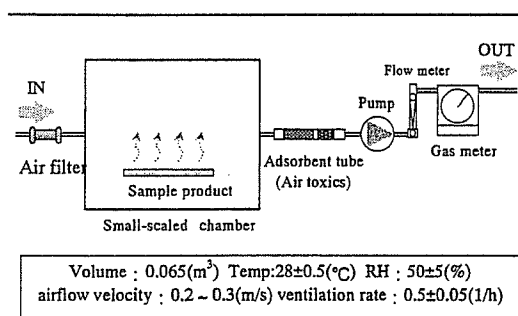 OUT
Flow meter
IN
Pump
Air filter
Adsorbent tube
(Air toxics)
Gas meter
Sample product
Small-scaled chamber
Volume : 0.065(m³) Temp:28±0.5(°C) RH : 50±5(%)
airflow velocity : 0.2 ~ 0.3(m/s) ventilation rate : 0.5±0.05(1/h)